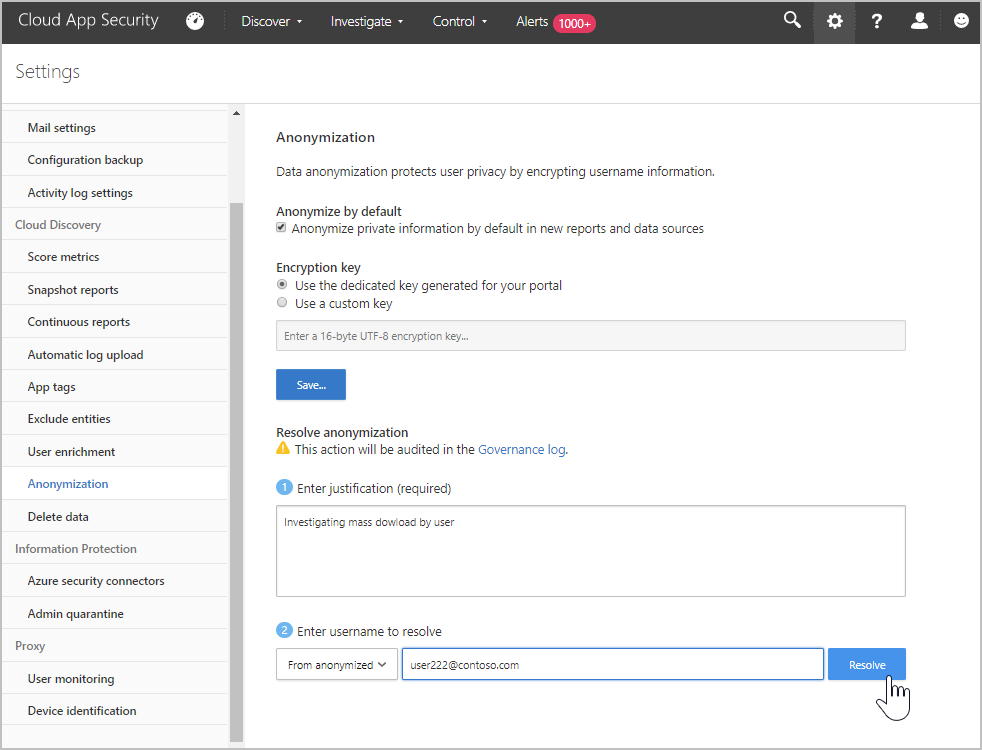 Cloud App Security Discover Investigate Control Alerts 1000+ ?
Settings
Mail settings
Configuration backup
Activity log settings
Cloud Discovery
Score metrics
Snapshot reports
Continuous reports
Automatic log upload
App tags
Exclude entities
User enrichment
Anonymization
Delete data
Information Protection
Azure security connectors
Admin quarantine
Proxy
User monitoring
Device identification
Anonymization
Data anonymization protects user privacy by encrypting username information.
Anonymize by default
Anonymize private information by default in new reports and data sources
Encryption key
Use the dedicated key generated for your portal
Use a custom key
Enter a 16-byte UTF-8 encryption key...
Save...
Resolve anonymization
This action will be audited in the Governance log.
1 Enter justification (required)
Investigating mass dowload by user
2 Enter username to resolve
From anonymized user222@contoso.com Resolve